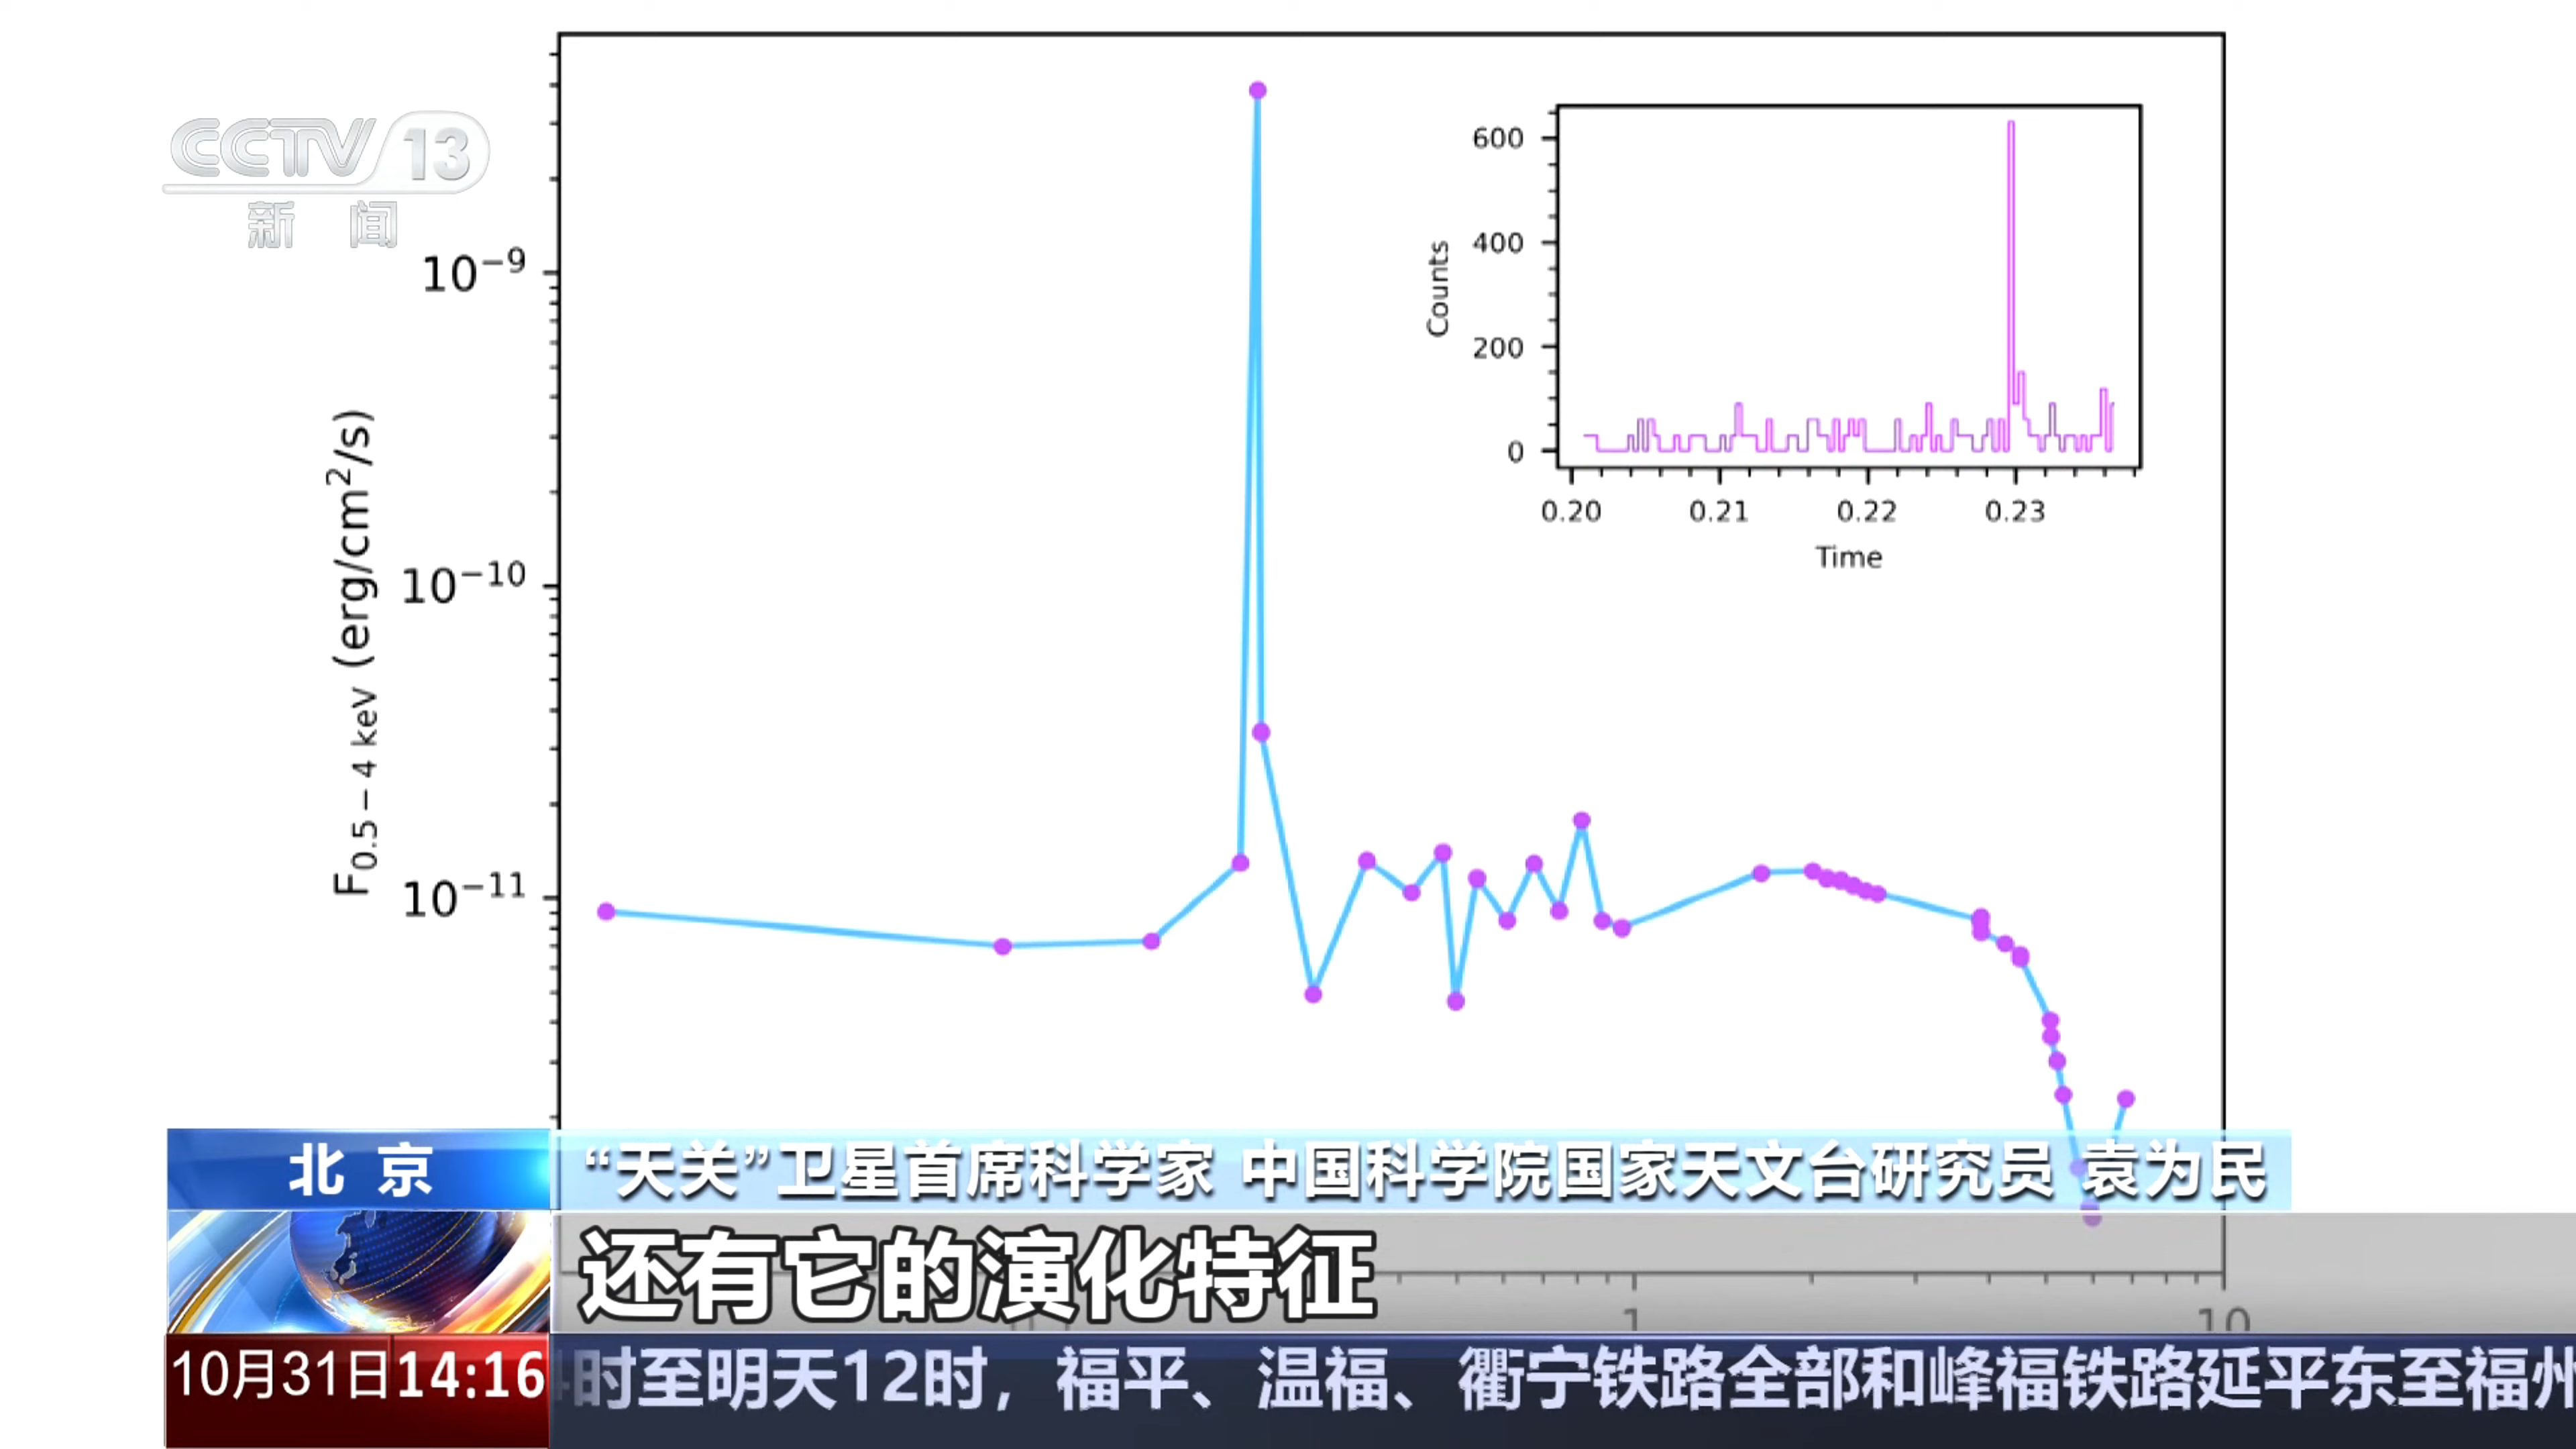 CCTV 13
新闻
10⁻⁹
10⁻¹⁰
10⁻¹¹
F0.5 – 4 keV (erg/cm²/s)
600
400
200
0
Counts
0.20 0.21 0.22 0.23
Time
1 10
北京
“天关”卫星首席科学家 中国科学院国家天文台研究员 袁为民
还有它的演化特征
10月31日14:16
时至明天12时，福平、温福、衢宁铁路全部和峰福铁路延平东至福州